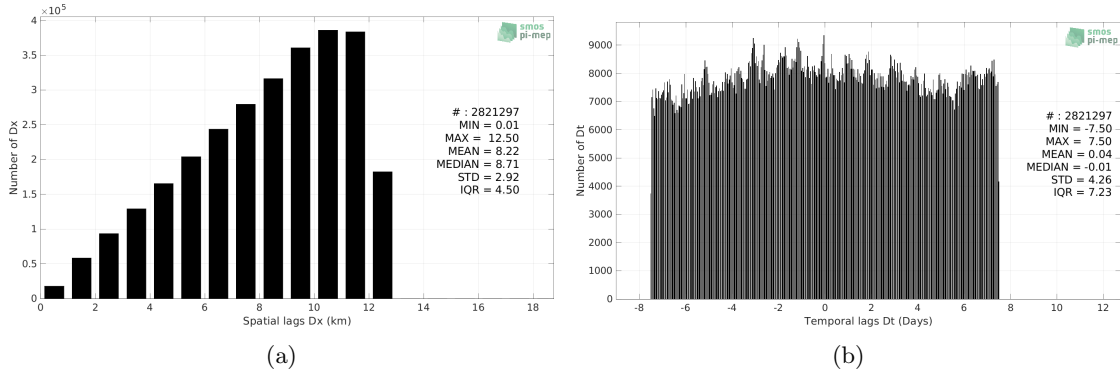 ×10⁵
4
3.5
3
2.5
2
1.5
1
0.5
0
Number of Dx
0 2 4 6 8 10 12 14 16 18
Spatial lags Dx (km)
smos
pi-mep
# : 2821297
MIN = 0.01
MAX = 12.50
MEAN = 8.22
MEDIAN = 8.71
STD = 2.92
IQR = 4.50
(a)
9000
8000
7000
6000
5000
4000
3000
2000
1000
0
Number of Dt
-8 -6 -4 -2 0 2 4 6 8 10 12
Temporal lags Dt (Days)
smos
pi-mep
# : 2821297
MIN = -7.50
MAX = 7.50
MEAN = 0.04
MEDIAN = -0.01
STD = 4.26
IQR = 7.23
(b)